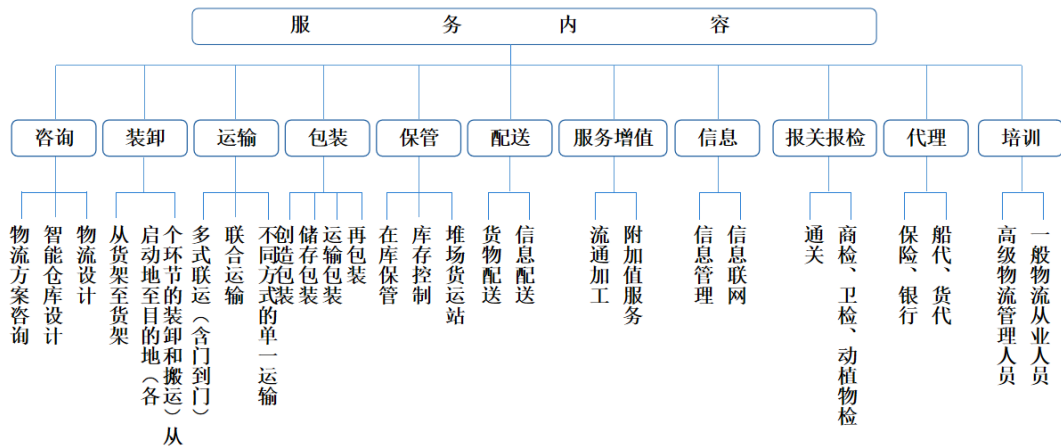 服务内容
咨询
装卸
运输
包装
保管
配送
服务增值
信息
报关报检
代理
培训
物流方案咨询
智能仓库设计
物流设计
从货架至货架
启动地至目的地（各
个环节的装卸和搬运）从
多式联运（含门到门）
联合运输
不同方式的单一运输
创造包装
储存包装
运输包装
再包装
在库保管
库存控制
堆场货运站
货物配送
信息配送
流通加工
附加值服务
信息管理
信息联网
通关
商检、卫检、动植物检
保险、银行
船代、货代
高级物流管理人员
一般物流从业人员